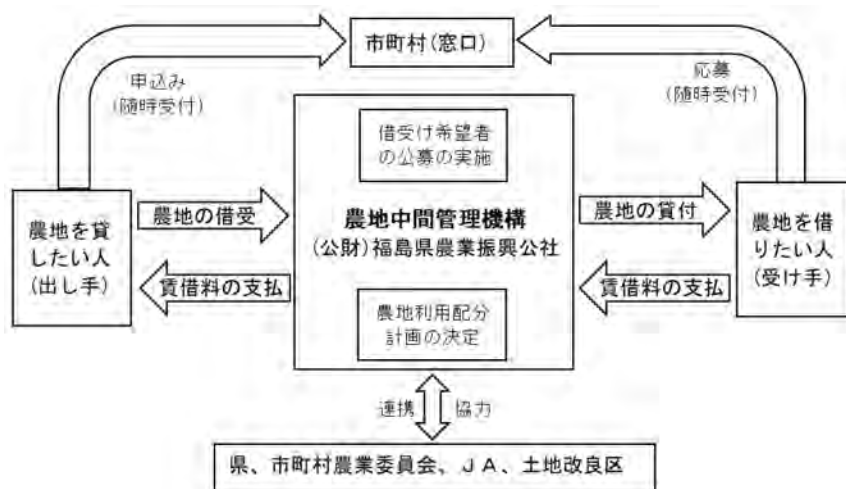 市町村(窓口)
申込み
(随時受付)
応募
(随時受付)
借受け希望者
の公募の実施
農地を貸
したい人
(出し手)
農地の借受
賃借料の支払
農地中間管理機構
(公財)福島県農業振興公社
農地の貸付
賃借料の支払
農地を借
りたい人
(受け手)
農地利用配分
計画の決定
連携
協力
県、市町村農業委員会、ＪＡ、土地改良区